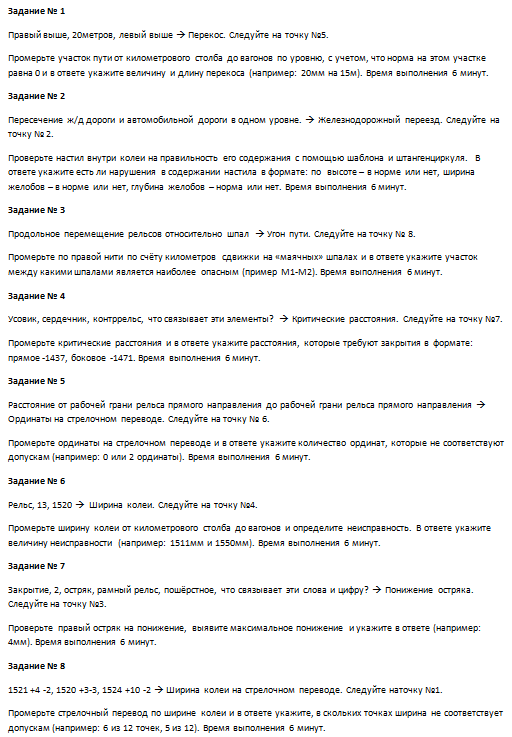 Задание № 1
Правый выше, 20метров, левый выше → Перекос. Следуйте на точку №5.
Промерьте участок пути от километрового столба до вагонов по уровню, с учетом, что норма на этом участке
равна 0 и в ответе укажите величину и длину перекоса (например: 20мм на 15м). Время выполнения 6 минут.
Задание № 2
Пересечение ж/д дороги и автомобильной дороги в одном уровне. → Железнодорожный переезд. Следуйте на
точку № 2.
Проверьте настил внутри колеи на правильность его содержания с помощью шаблона и штангенциркуля. В
ответе укажите есть ли нарушения в содержании настила в формате: по высоте – в норме или нет, ширина
желобов – в норме или нет, глубина желобов – норма или нет. Время выполнения 6 минут.
Задание № 3
Продольное перемещение рельсов относительно шпал → Угон пути. Следуйте на точку № 8.
Промерьте по правой нити по счёту километров сдвижки на «маячных» шпалах и в ответе укажите участок
между какими шпалами является наиболее опасным (пример М1-М2). Время выполнения 6 минут.
Задание № 4
Усовик, сердечник, контррельс, что связывает эти элементы? → Критические расстояния. Следуйте на точку №7.
Промерьте критические расстояния и в ответе укажите расстояния, которые требуют закрытия в формате:
прямое -1437, боковое -1471. Время выполнения 6 минут.
Задание № 5
Расстояние от рабочей грани рельса прямого направления до рабочей грани рельса прямого направления →
Ординаты на стрелочном переводе. Следуйте на точку № 6.
Промерьте ординаты на стрелочном переводе и в ответе укажите количество ординат, которые не соответствуют
допускам (например: 0 или 2 ординаты). Время выполнения 6 минут.
Задание № 6
Рельс, 13, 1520 → Ширина колеи. Следуйте на точку №4.
Промерьте ширину колеи от километрового столба до вагонов и определите неисправность. В ответе укажите
величину неисправности (например: 1511мм и 1550мм). Время выполнения 6 минут.
Задание № 7
Закрытие, 2, остряк, рамный рельс, пошёрстное, что связывает эти слова и цифру? → Понижение остряка.
Следуйте на точку №3.
Проверьте правый остряк на понижение, выявите максимальное понижение и укажите в ответе (например:
4мм). Время выполнения 6 минут.
Задание № 8
1521 +4 -2, 1520 +3-3, 1524 +10 -2 → Ширина колеи на стрелочном переводе. Следуйте наточку №1.
Промерьте стрелочный перевод по ширине колеи и в ответе укажите, в скольких точках ширина не соответствует
допускам (например: 6 из 12 точек, 5 из 12). Время выполнения 6 минут.